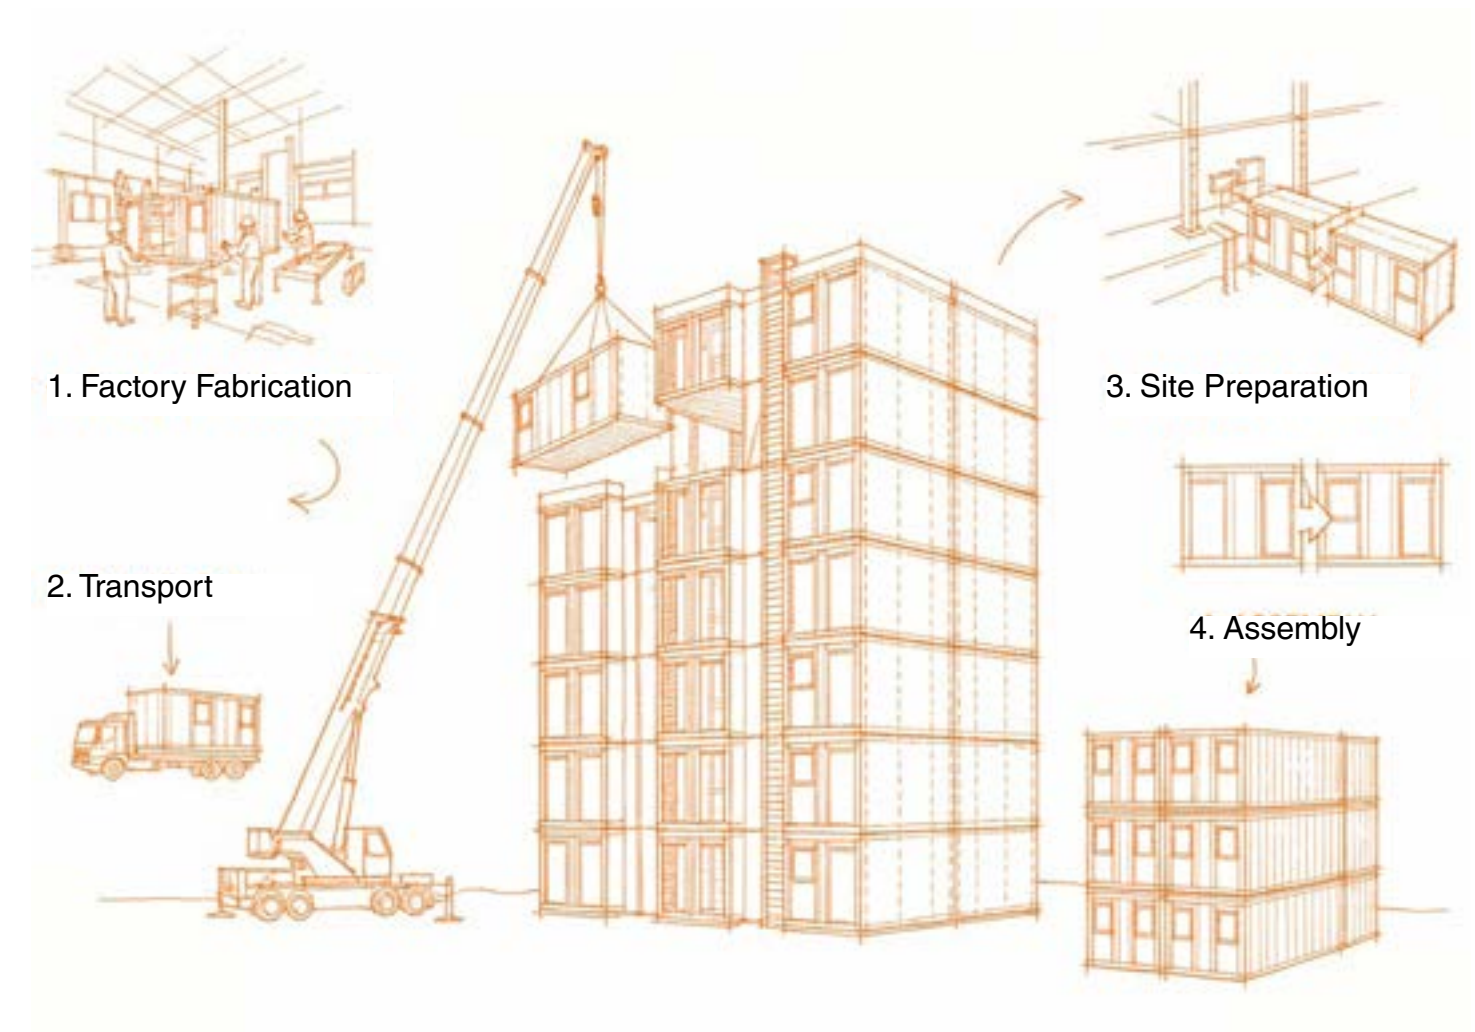 1. Factory Fabrication
2. Transport
3. Site Preparation
4. Assembly